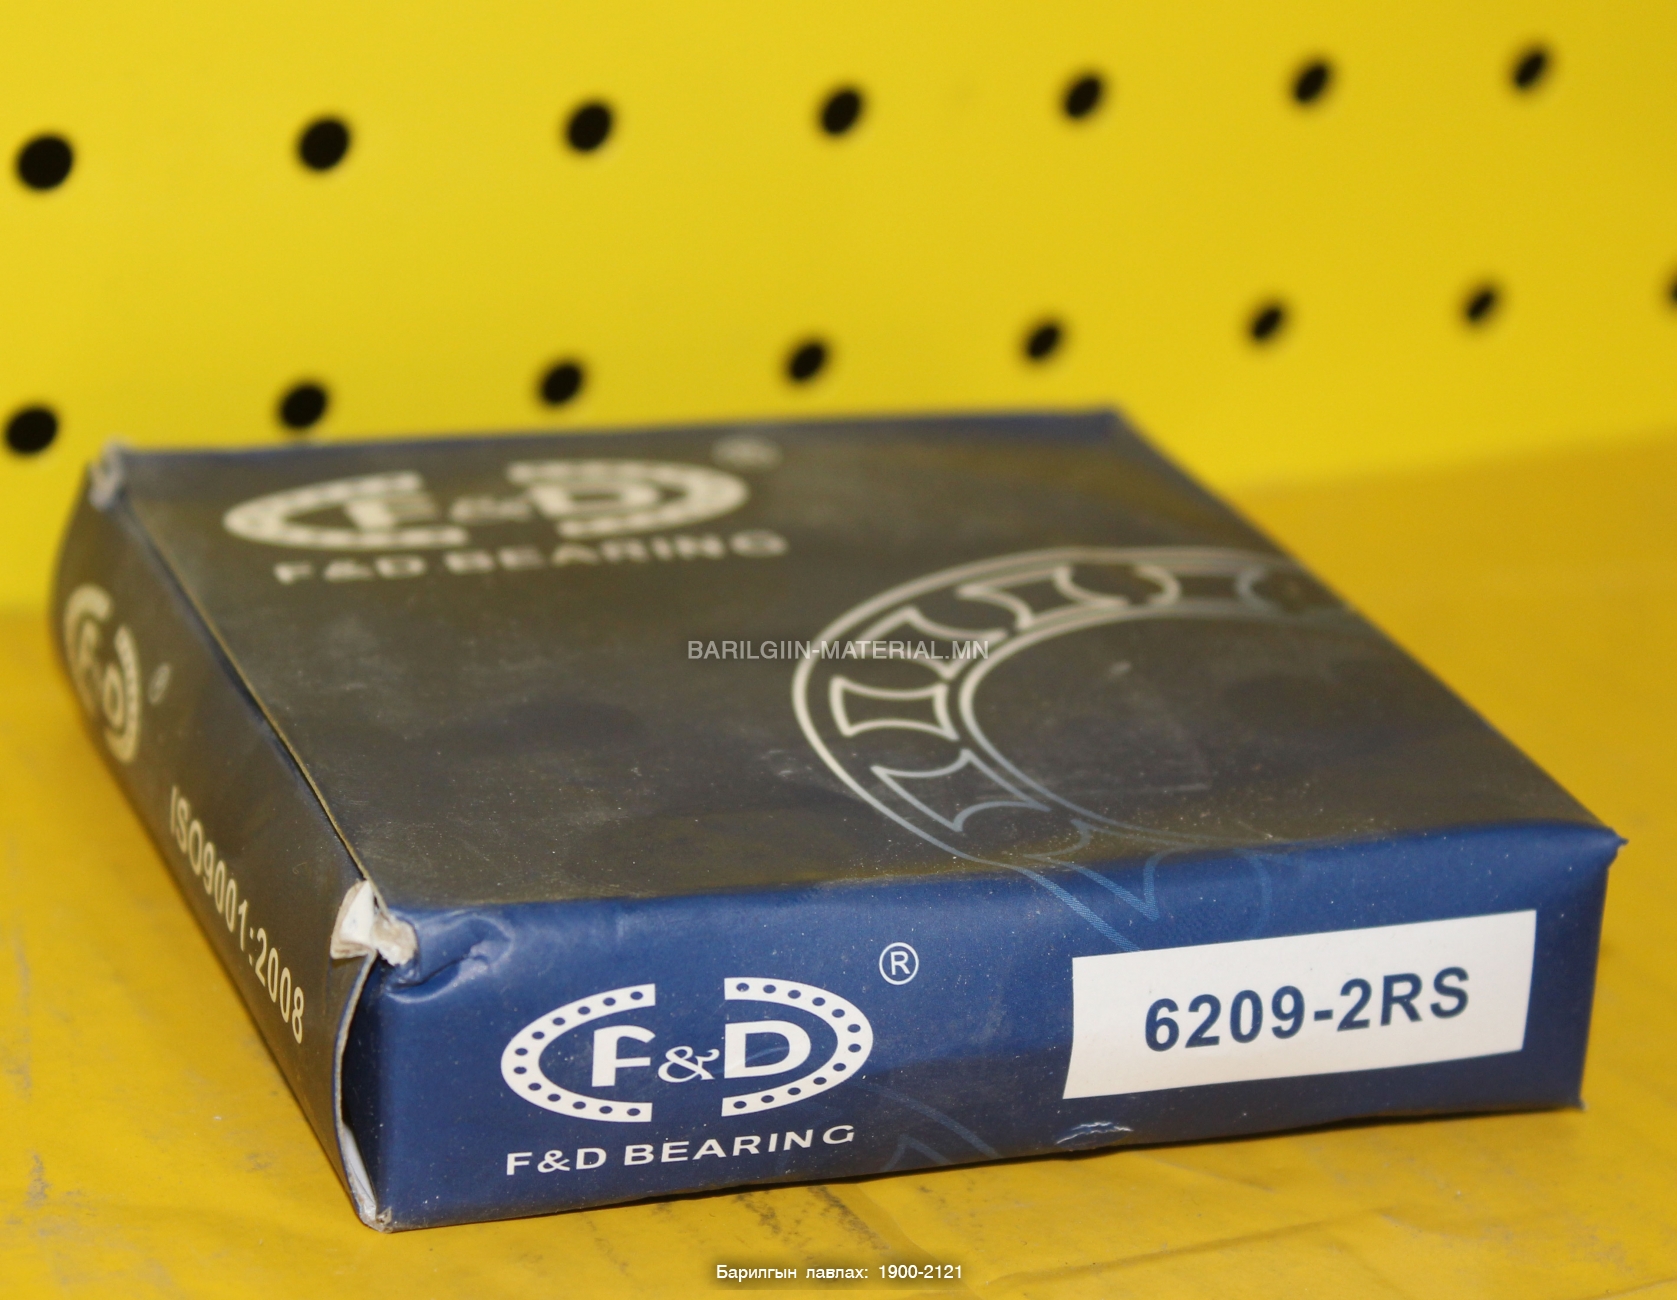 F&D
®
F&D BEARING
F&D
ISO9001:2008
BARILGIIN-MATERIAL.MN
F&D
®
F&D BEARING
6209-2RS
Барилгын лавлах: 1900-2121